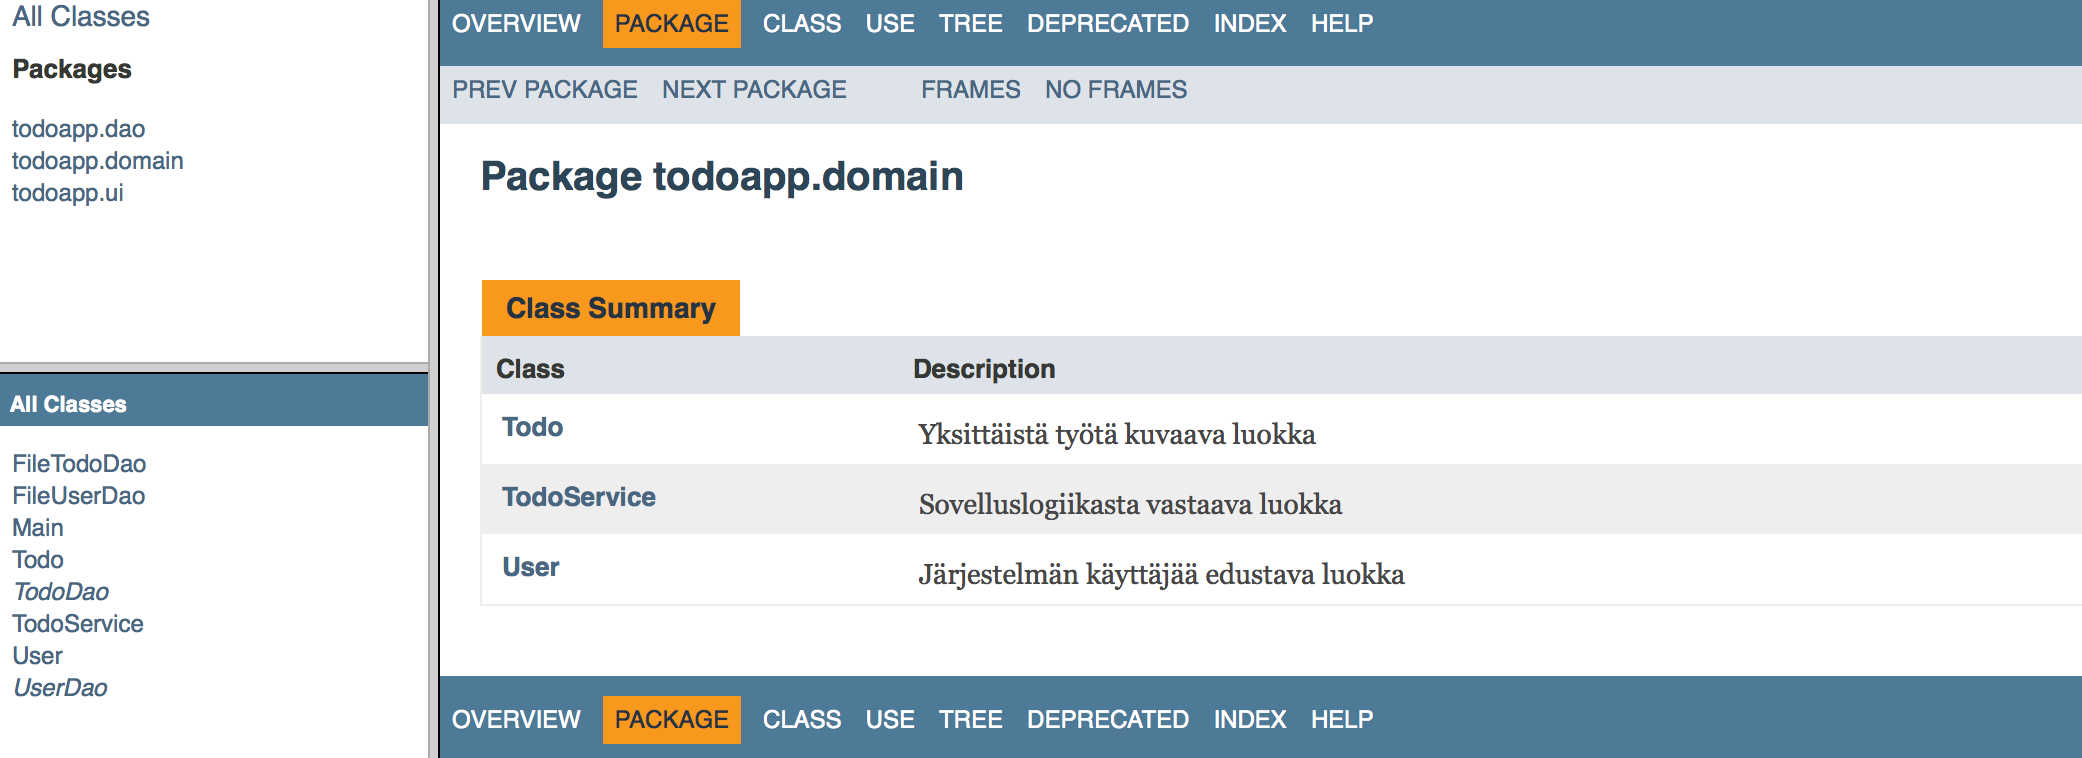 All Classes
Packages
todoapp.dao
todoapp.domain
todoapp.ui
All Classes
FileTodoDao
FileUserDao
Main
Todo
TodoDao
TodoService
User
UserDao
OVERVIEW PACKAGE CLASS USE TREE DEPRECATED INDEX HELP
PREV PACKAGE NEXT PACKAGE FRAMES NO FRAMES
Package todoapp.domain
Class Summary
Class Description
Todo Yksittäistä työtä kuvaava luokka
TodoService Sovelluslogiikasta vastaava luokka
User Järjestelmän käyttäjää edustava luokka
OVERVIEW PACKAGE CLASS USE TREE DEPRECATED INDEX HELP